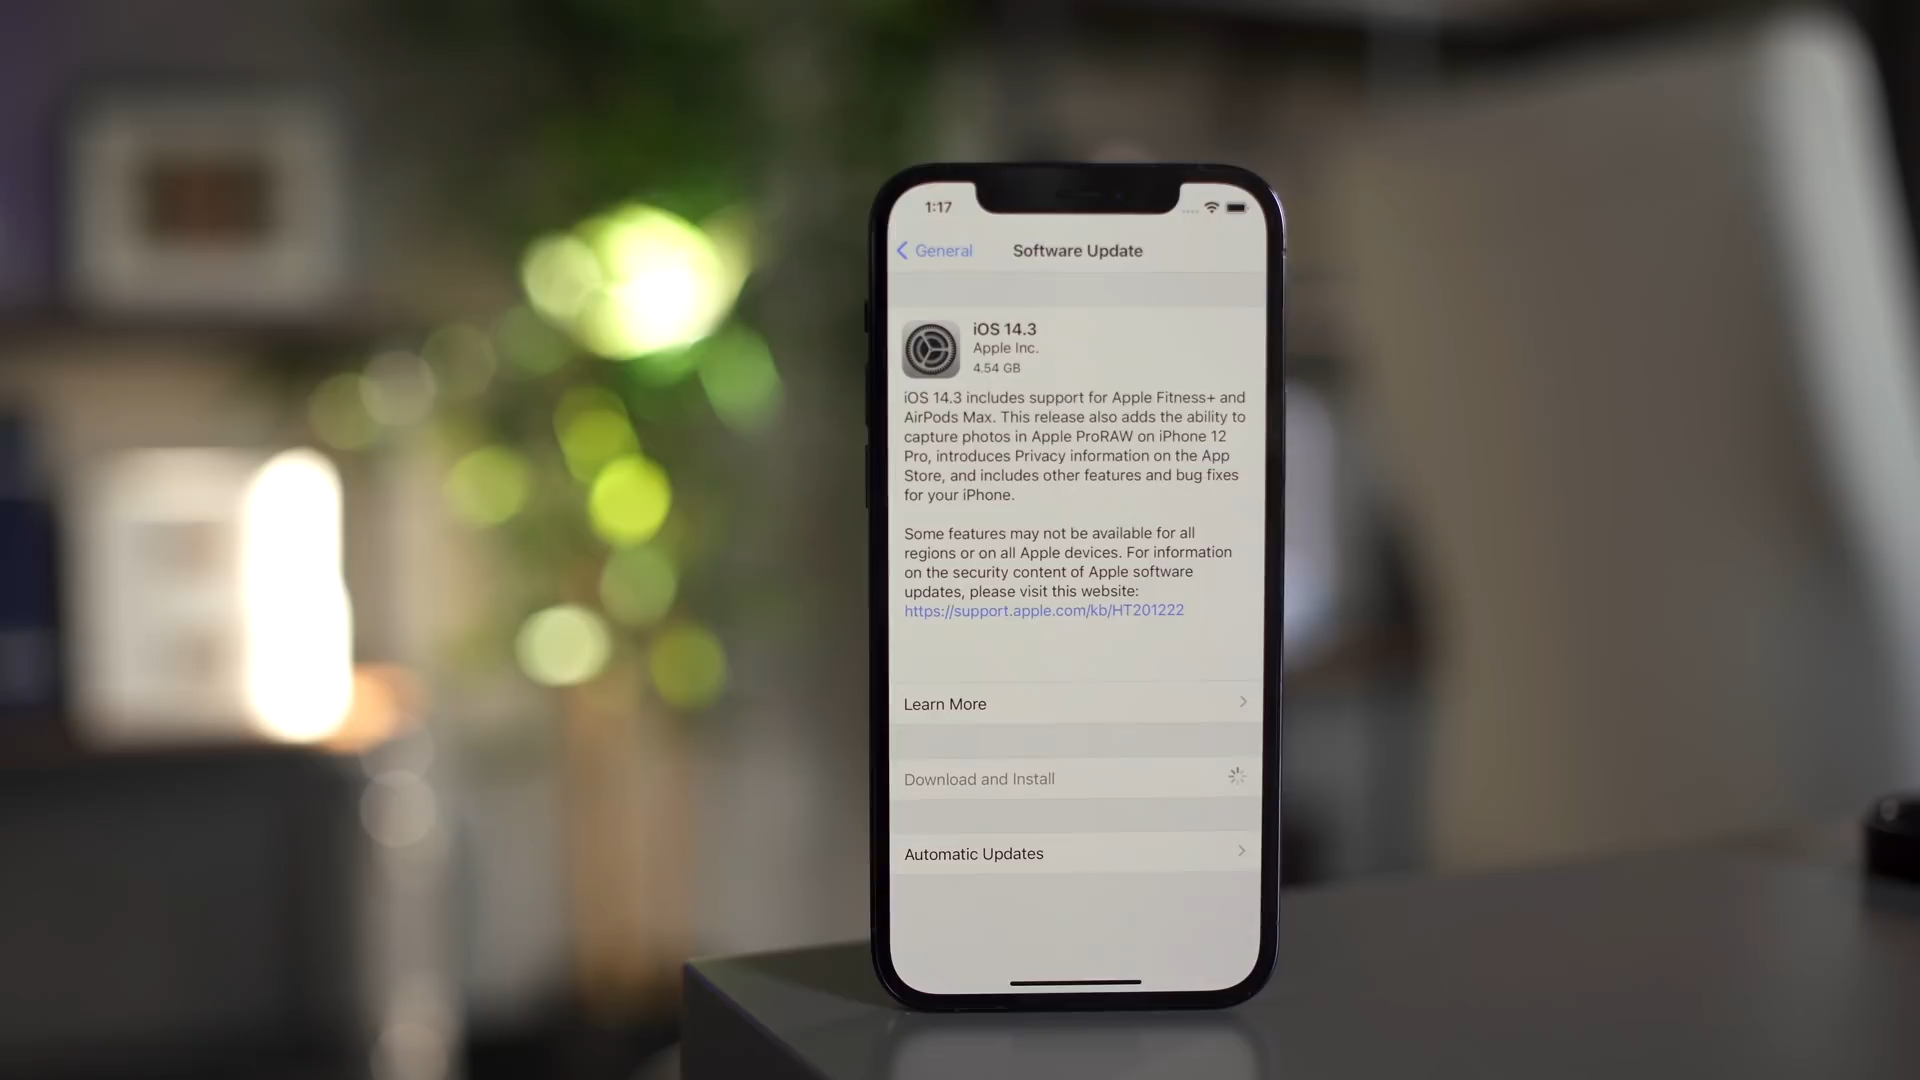 1:17
General
Software Update
iOS 14.3
Apple Inc.
4.54 GB
iOS 14.3 includes support for Apple Fitness+ and
AirPods Max. This release also adds the ability to
capture photos in Apple ProRAW on iPhone 12
Pro, introduces Privacy information on the App
Store, and includes other features and bug fixes
for your iPhone.
Some features may not be available for all
regions or on all Apple devices. For information
on the security content of Apple software
updates, please visit this website:
https://support.apple.com/kb/HT201222
Learn More
Download and Install
Automatic Updates